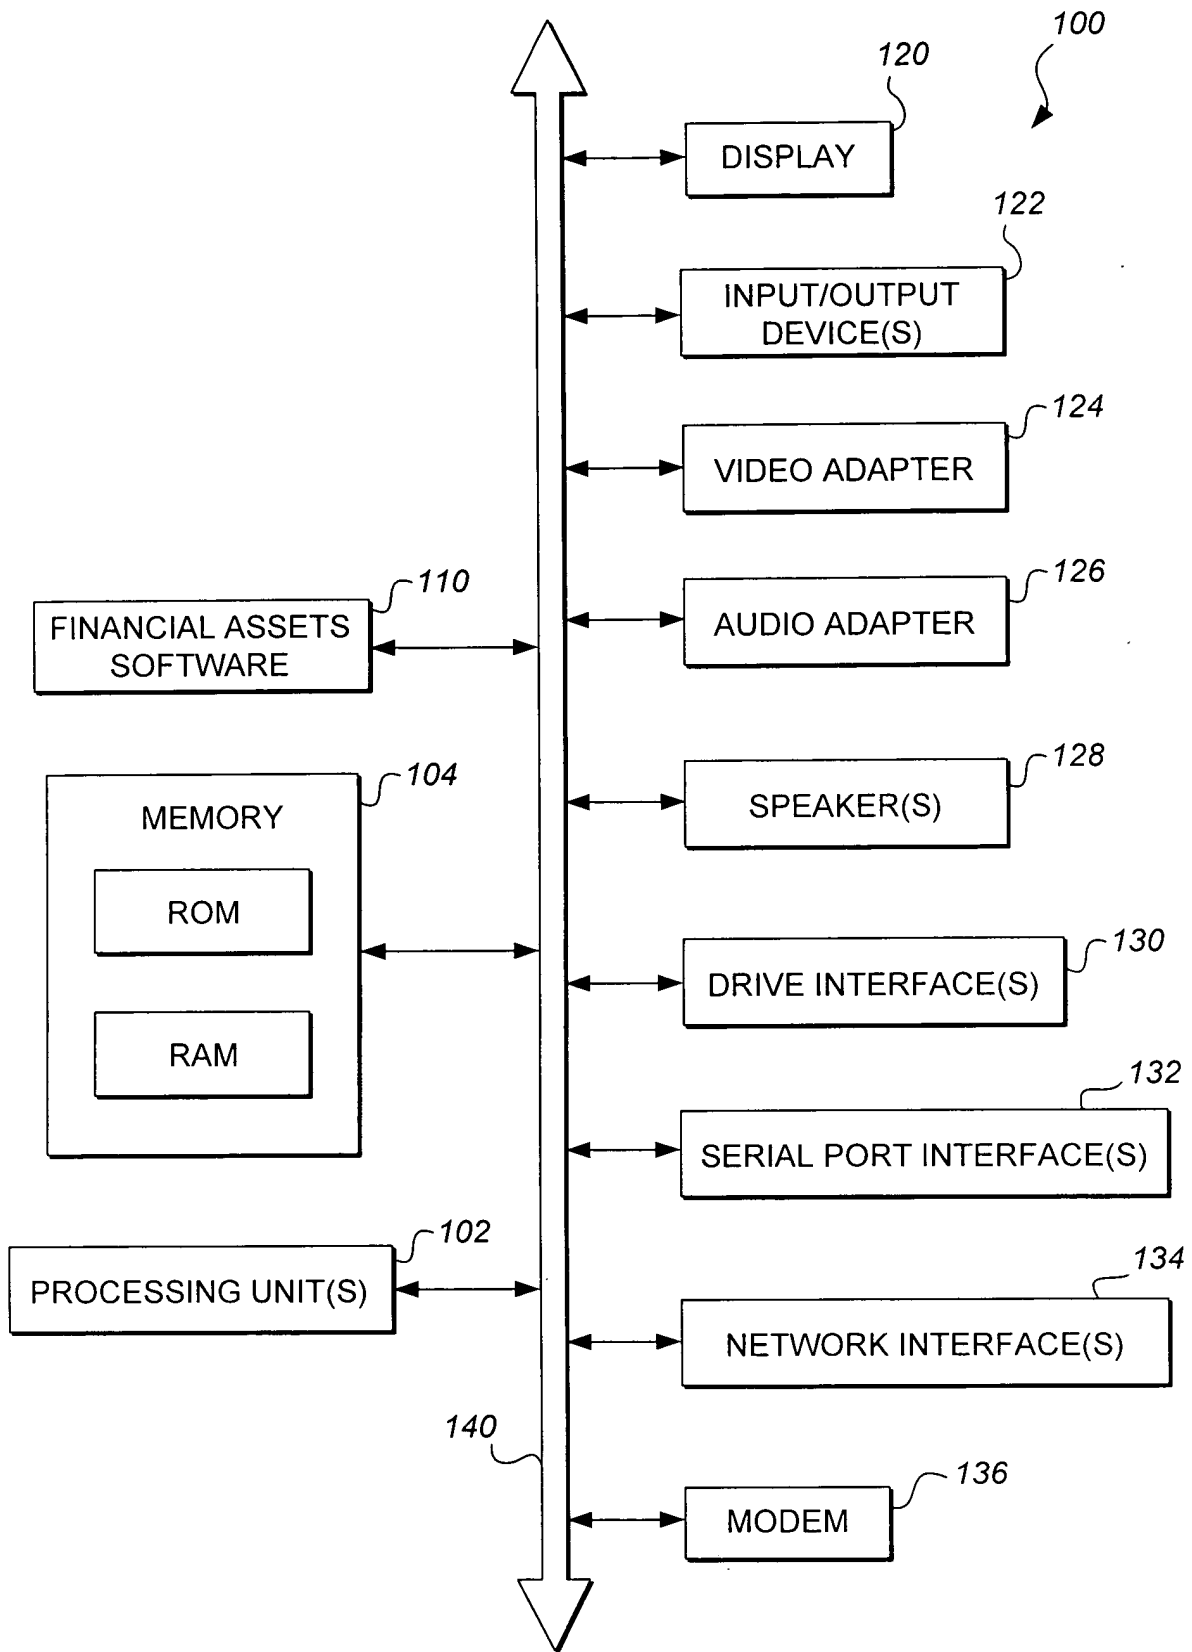 100
120
DISPLAY
122
INPUT/OUTPUT
DEVICE(S)
124
VIDEO ADAPTER
126
AUDIO ADAPTER
110
FINANCIAL ASSETS
SOFTWARE
128
SPEAKER(S)
104
MEMORY
ROM
RAM
130
DRIVE INTERFACE(S)
132
SERIAL PORT INTERFACE(S)
102
PROCESSING UNIT(S)
134
NETWORK INTERFACE(S)
140
136
MODEM